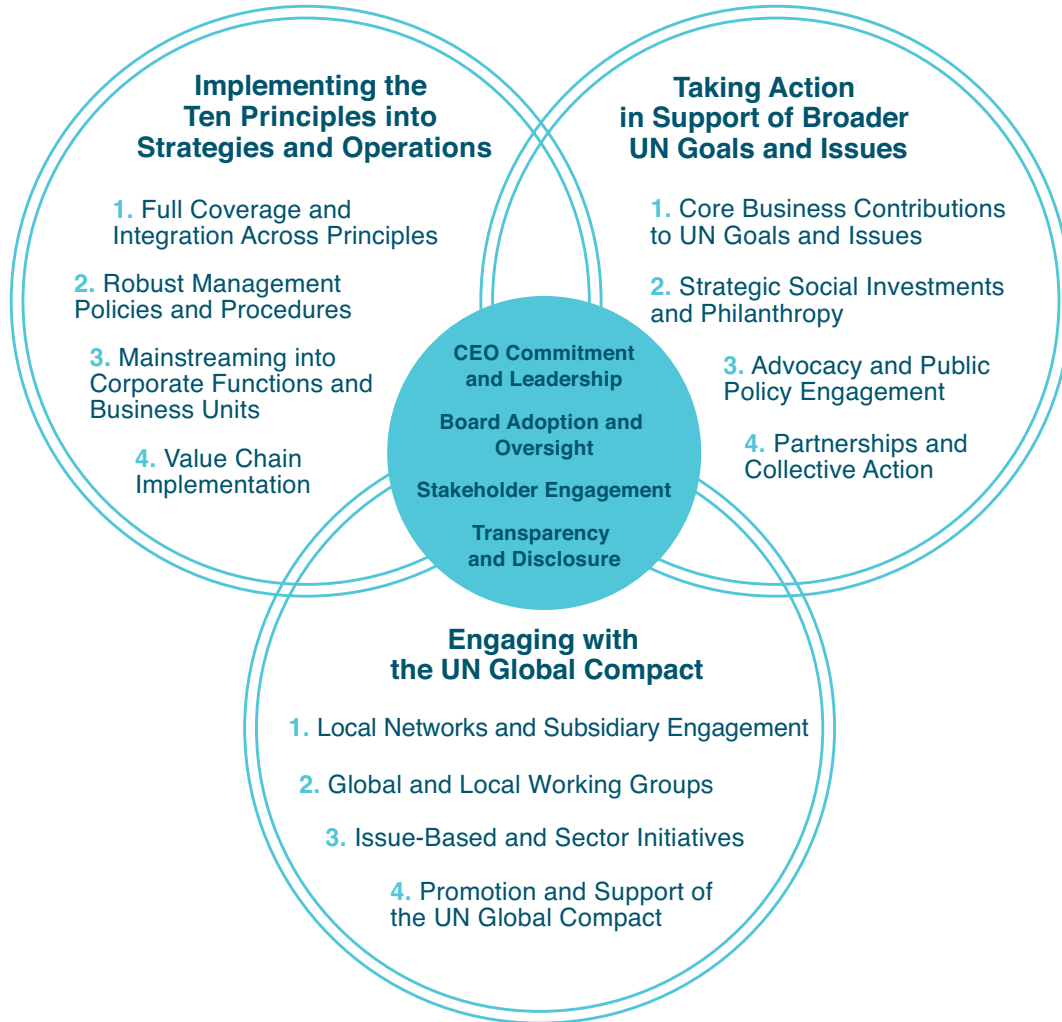 Implementing the
Ten Principles into
Strategies and Operations
1. Full Coverage and
Integration Across Principles
2. Robust Management
Policies and Procedures
3. Mainstreaming into
Corporate Functions and
Business Units
4. Value Chain
Implementation
Taking Action
in Support of Broader
UN Goals and Issues
1. Core Business Contributions
to UN Goals and Issues
2. Strategic Social Investments
and Philanthropy
3. Advocacy and Public
Policy Engagement
4. Partnerships and
Collective Action
CEO Commitment
and Leadership
Board Adoption and
Oversight
Stakeholder Engagement
Transparency
and Disclosure
Engaging with
the UN Global Compact
1. Local Networks and Subsidiary Engagement
2. Global and Local Working Groups
3. Issue-Based and Sector Initiatives
4. Promotion and Support of
the UN Global Compact